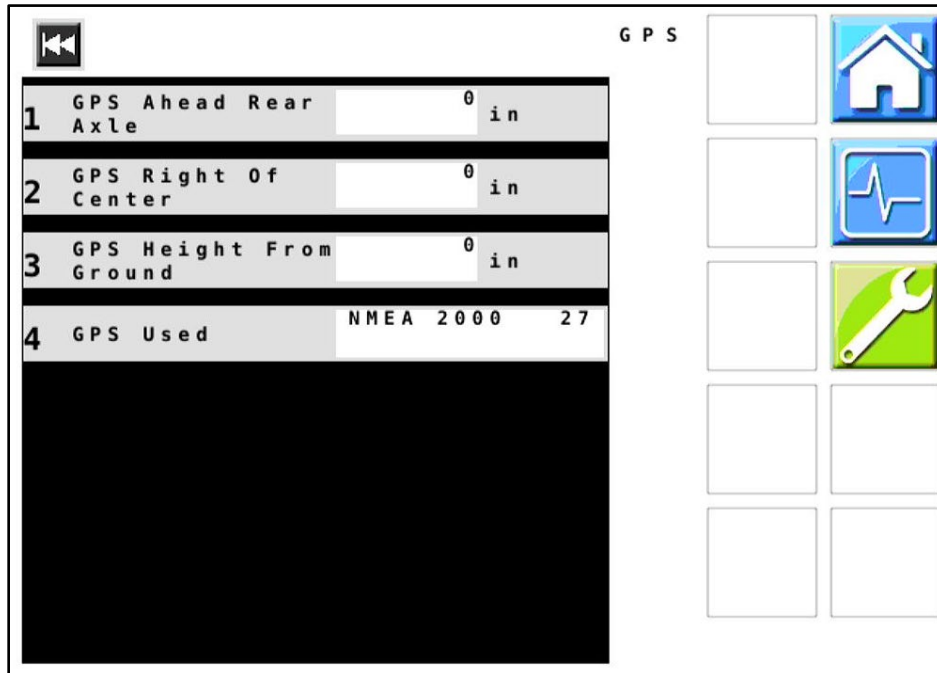 GPS
1 GPS Ahead Rear Axle 0 in
2 GPS Right Of Center 0 in
3 GPS Height From Ground 0 in
4 GPS Used NMEA 2000 27